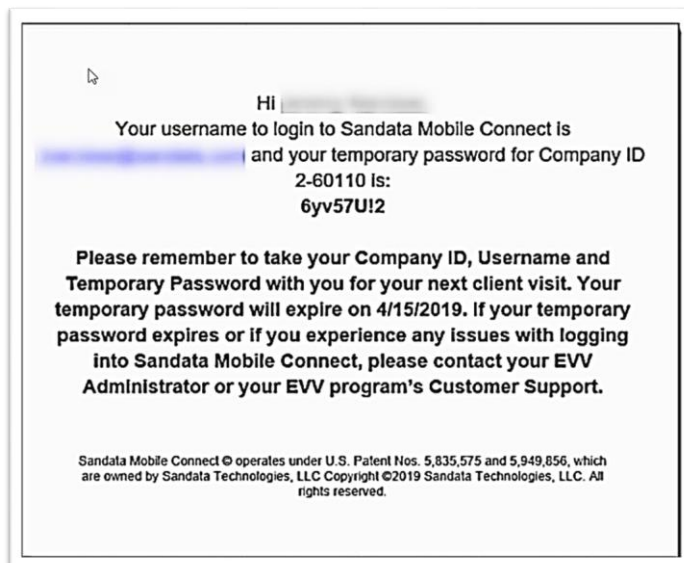 Hi
Your username to login to Sandata Mobile Connect is
and your temporary password for Company ID
2-60110 is:
6yv57U!2
Please remember to take your Company ID, Username and
Temporary Password with you for your next client visit. Your
temporary password will expire on 4/15/2019. If your temporary
password expires or if you experience any issues with logging
into Sandata Mobile Connect, please contact your EVV
Administrator or your EVV program's Customer Support.
Sandata Mobile Connect © operates under U.S. Patent Nos. 5,835,575 and 5,949,856, which
are owned by Sandata Technologies, LLC Copyright ©2019 Sandata Technologies, LLC. All
rights reserved.